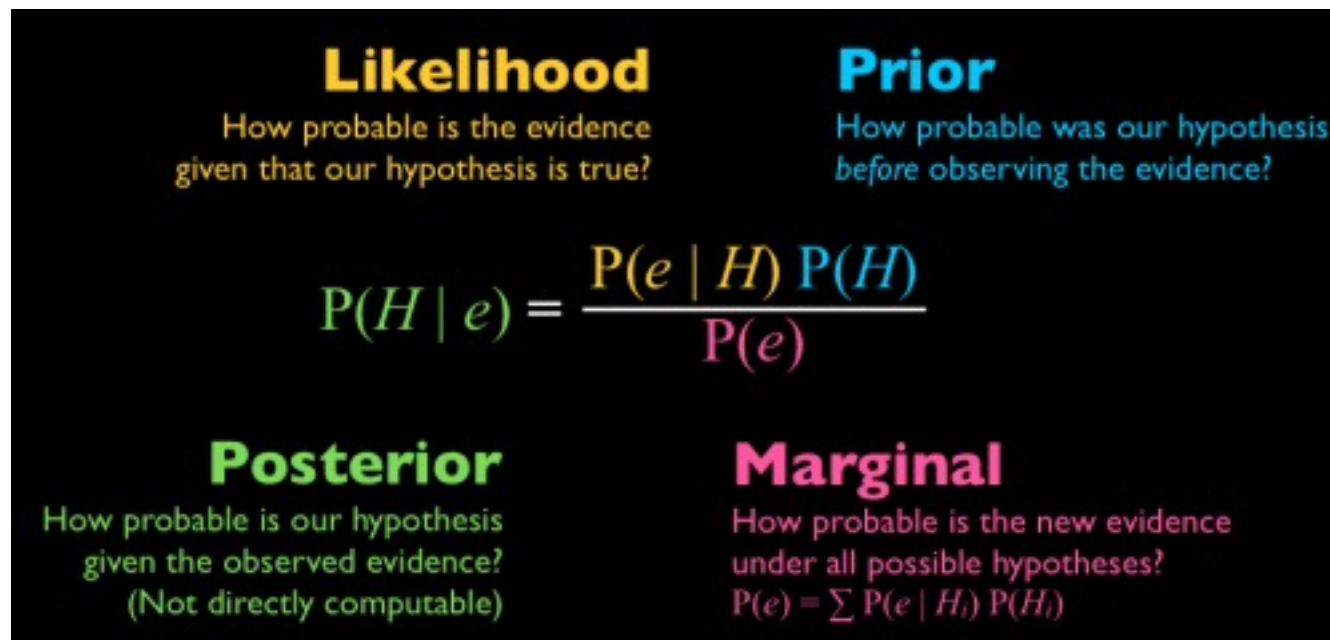 Likelihood
How probable is the evidence
given that our hypothesis is true?
Prior
How probable was our hypothesis
before observing the evidence?
P(H | e) = P(e | H) P(H)
P(e)
Posterior
How probable is our hypothesis
given the observed evidence?
(Not directly computable)
Marginal
How probable is the new evidence
under all possible hypotheses?
P(e) = ∑ P(e | Hᵢ) P(Hᵢ)